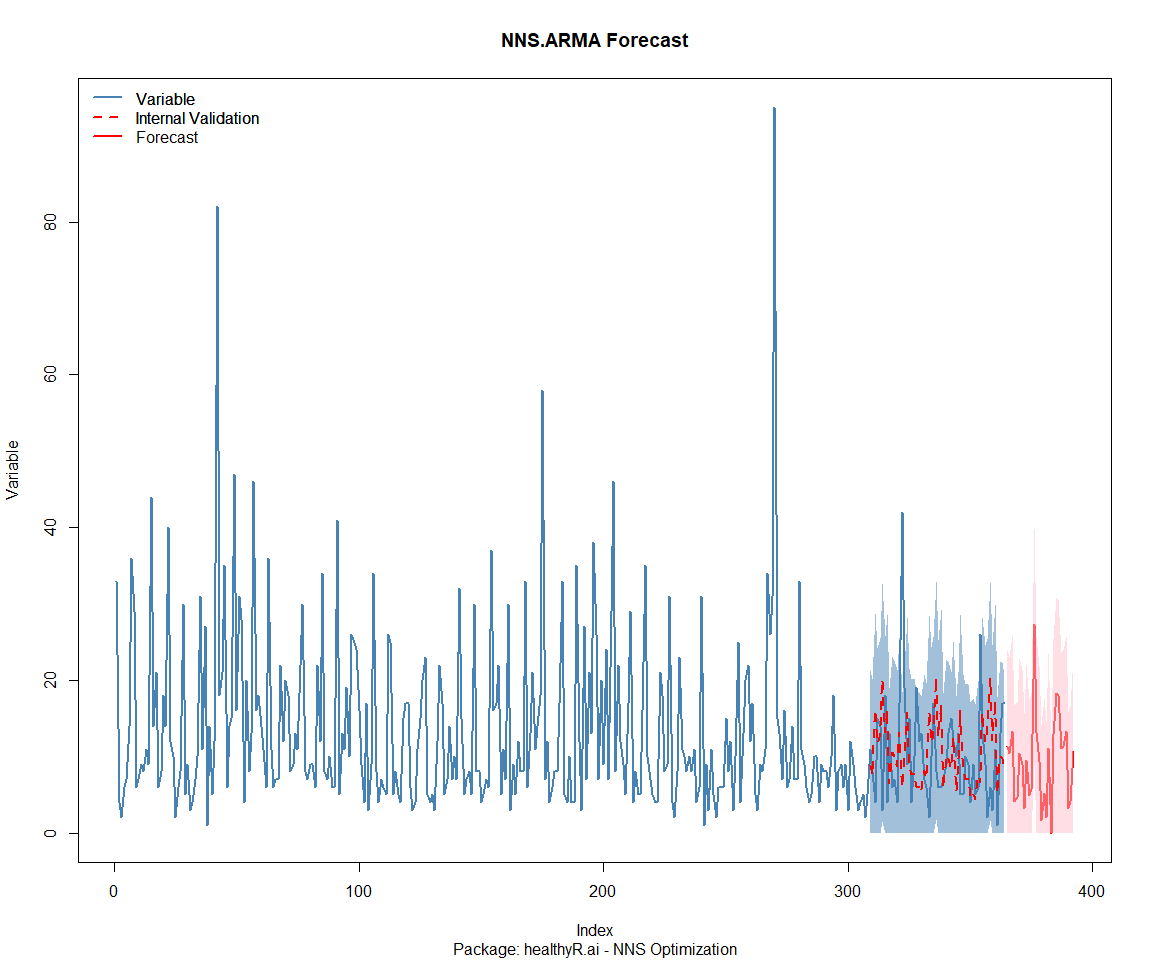 NNS.ARMA Forecast
Variable
Internal Validation
Forecast
80
60
40
20
0
Variable
0 100 200 300 400
Index
Package: healthyR.ai - NNS Optimization